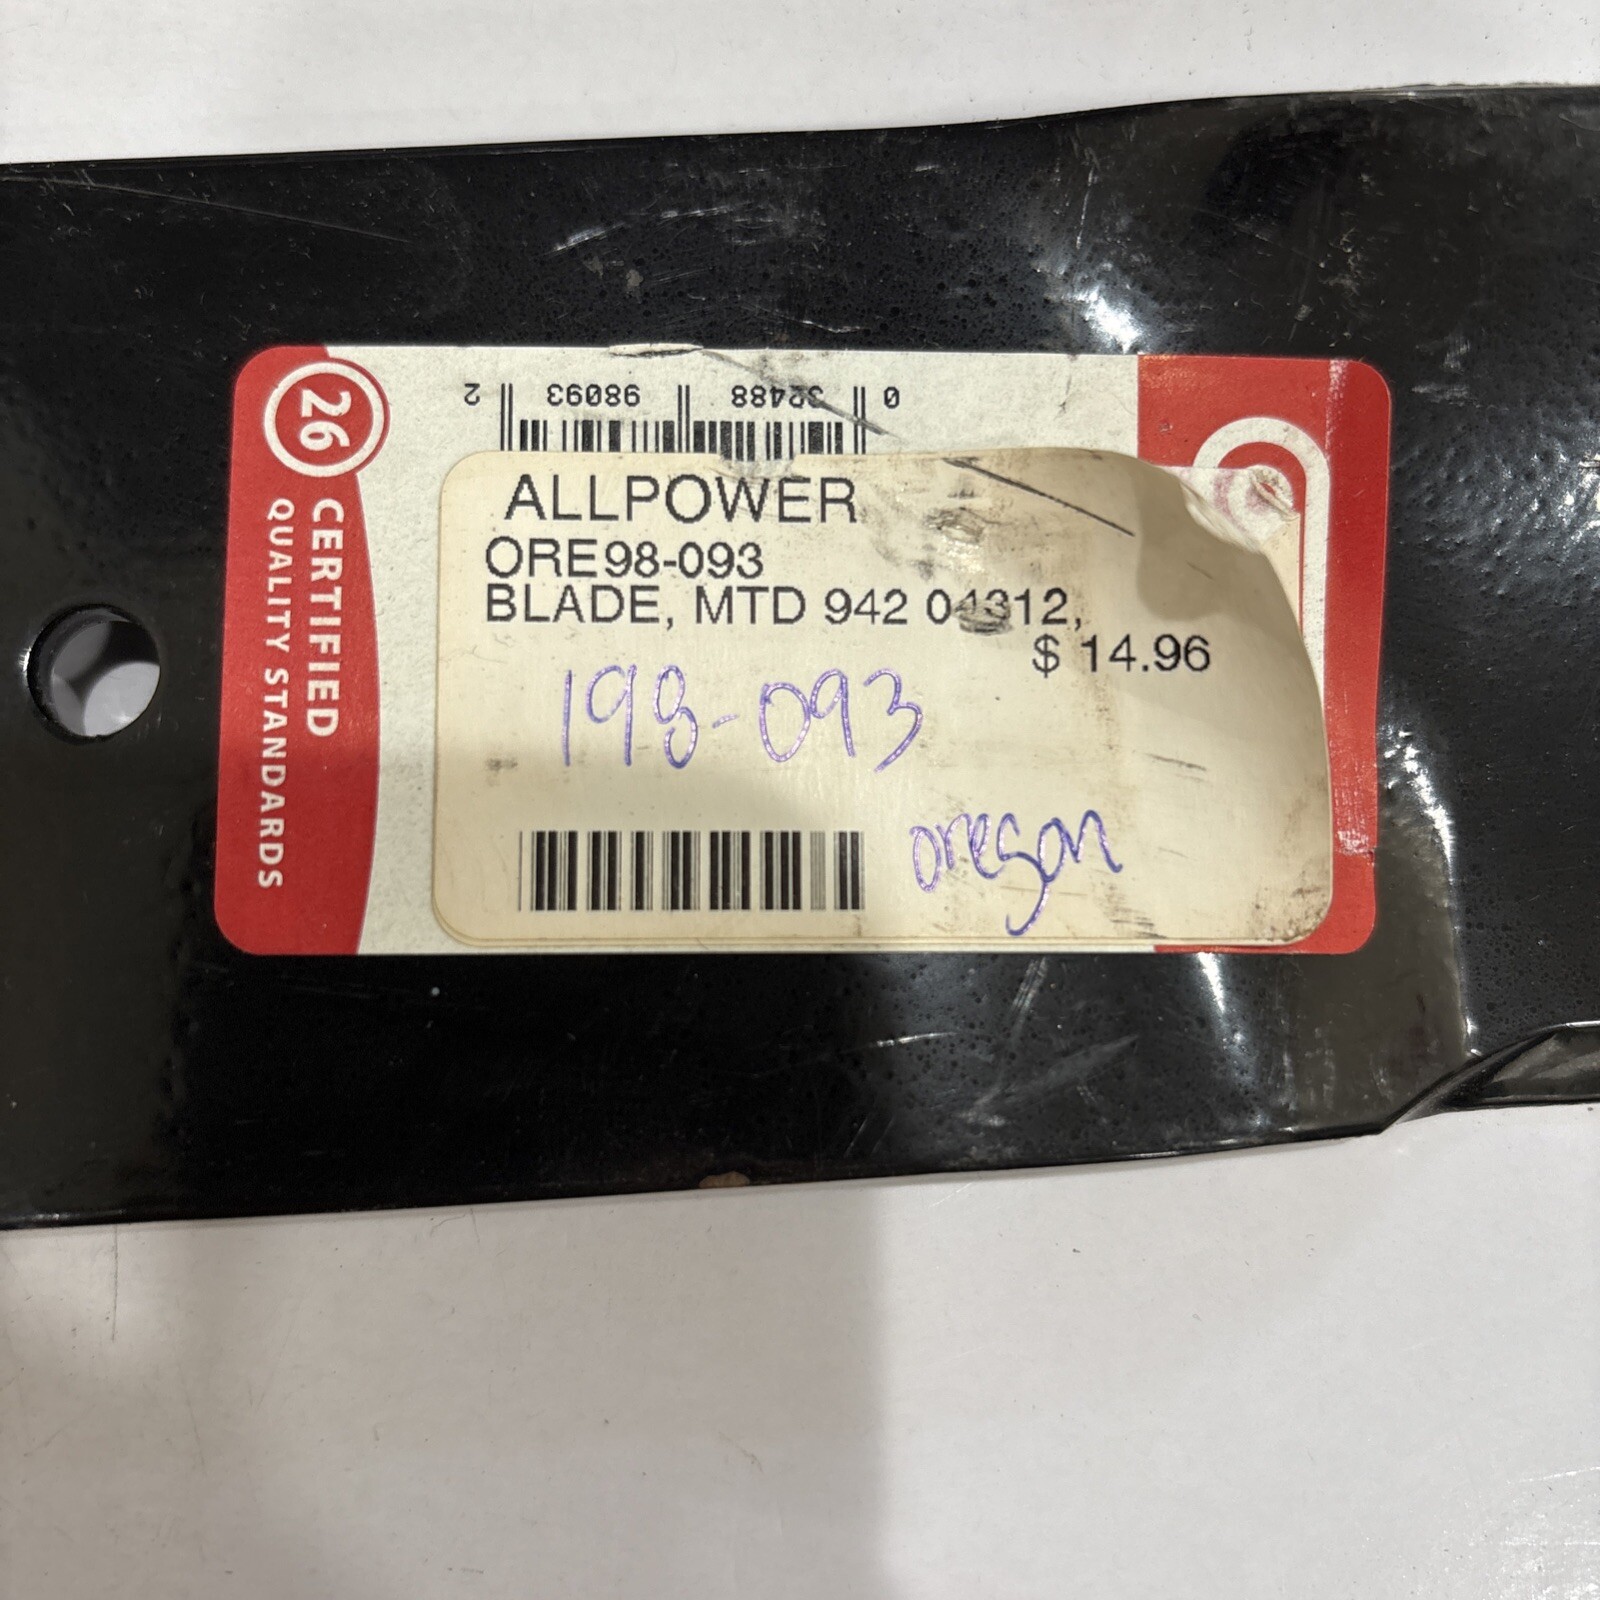 0 32488 98093 2
26
CERTIFIED
QUALITY STANDARDS
ALLPOWER
ORE98-093
BLADE, MTD 942 04312,
$ 14.96
198-093
oregon